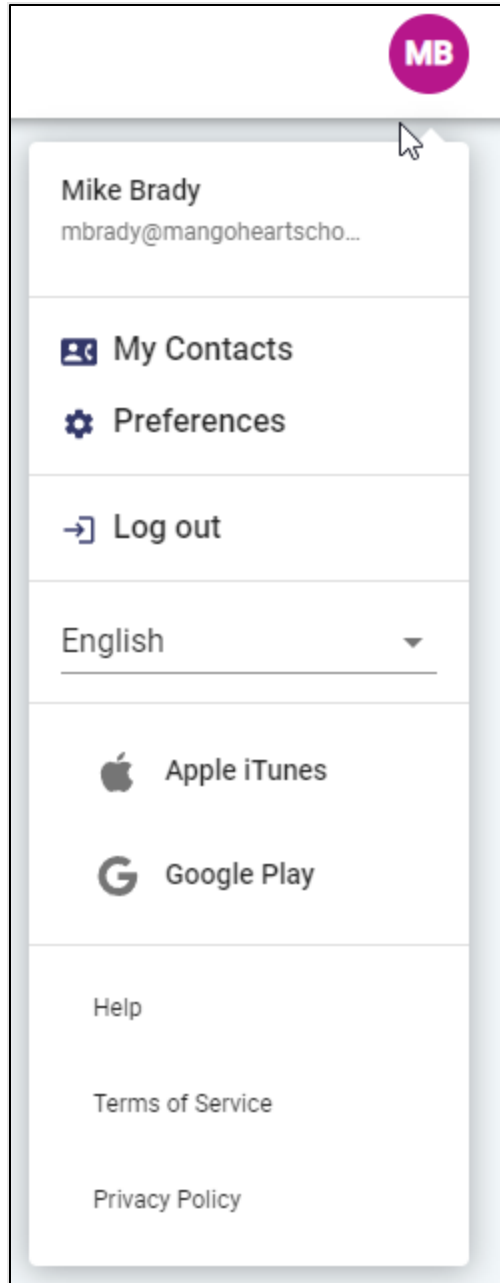 MB
Mike Brady
mbrady@mangoheartscho...
My Contacts
Preferences
Log out
English
Apple iTunes
Google Play
Help
Terms of Service
Privacy Policy